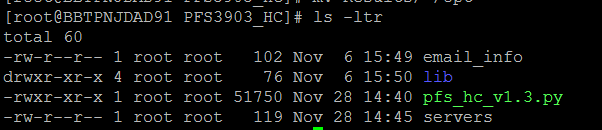 [root@BBTPNJDAD91 PFS3903_HC]# ls -ltr
total 60
-rw-r--r-- 1 root root   102 Nov  6 15:49 email_info
drwxr-xr-x 4 root root    76 Nov  6 15:50 lib
-rwxr-xr-x 1 root root 51750 Nov 28 14:40 pfs_hc_v1.3.py
-rw-r--r-- 1 root root   119 Nov 28 14:45 servers